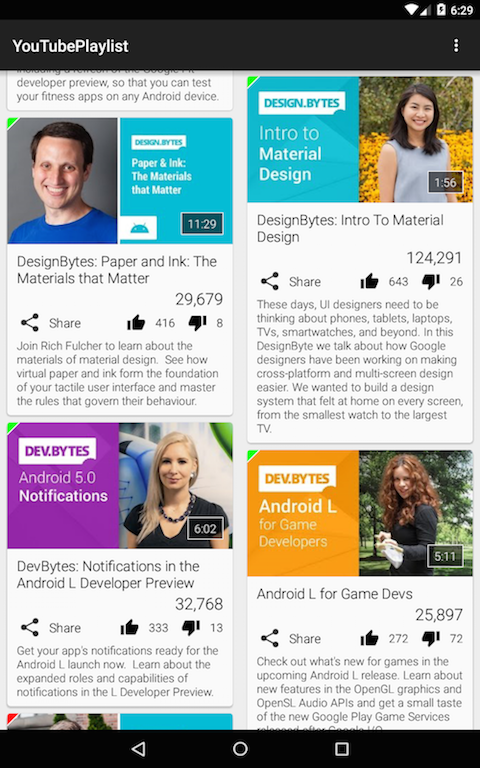 6:29
YouTubePlaylist
including a refresh of the Google Fit
developer preview, so that you can test
your fitness apps on any Android device.
DESIGN.BYTES
Paper & Ink:
The Materials
that Matter
11:29
DesignBytes: Paper and Ink: The
Materials that Matter
29,679
Share 416 8
Join Rich Fulcher to learn about the
materials of material design.  See how
virtual paper and ink form the foundation
of your tactile user interface and master
the rules that govern their behaviour.
DEV.BYTES
Android 5.0
Notifications
6:02
DevBytes: Notifications in the
Android L Developer Preview
32,768
Share 333 13
Get your app's notifications ready for the
Android L launch now.  Learn about the
expanded roles and capabilities of
notifications in the L Developer Preview.
DESIGN.BYTES
Intro to
Material
Design
1:56
DesignBytes: Intro To Material
Design
124,291
Share 643 26
These days, UI designers need to be
thinking about phones, tablets, laptops,
TVs, smartwatches, and beyond. In this
DesignByte we talk about how Google
designers have been working on making
cross-platform and multi-screen design
easier. We wanted to build a design
system that felt at home on every screen,
from the smallest watch to the largest
TV.
DEV.BYTES
Android L
for Game
Developers
5:11
Android L for Game Devs
25,897
Share 272 72
Check out what's new for games in the
upcoming Android L release. Learn about
new features in the OpenGL graphics and
OpenSL Audio APIs and get a small taste
of the new Google Play Game Services
released after Google I/O.